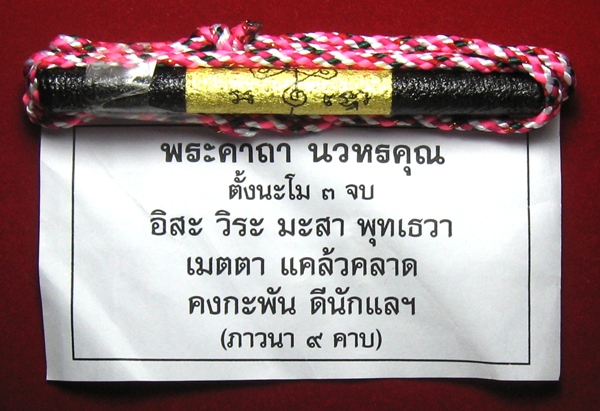 พระคาถา นวหรคุณ
ตั้งนะโม ๓ จบ
อิสะ วิระ มะสา พุทเธวา
เมตตา แคล้วคลาด
คงกะพัน ดีนักแลฯ
(ภาวนา ๙ คาบ)